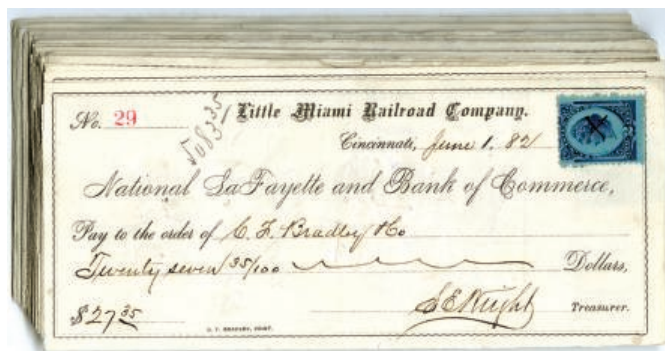 No. 29
Little Miami Railroad Company.
Cincinnati, June 1. 82
National LaFayette and Bank of Commerce,
Pay to the order of C. F. Bradley & Co
Twenty seven 35/100 Dollars,
$ 27 35 Treasurer.